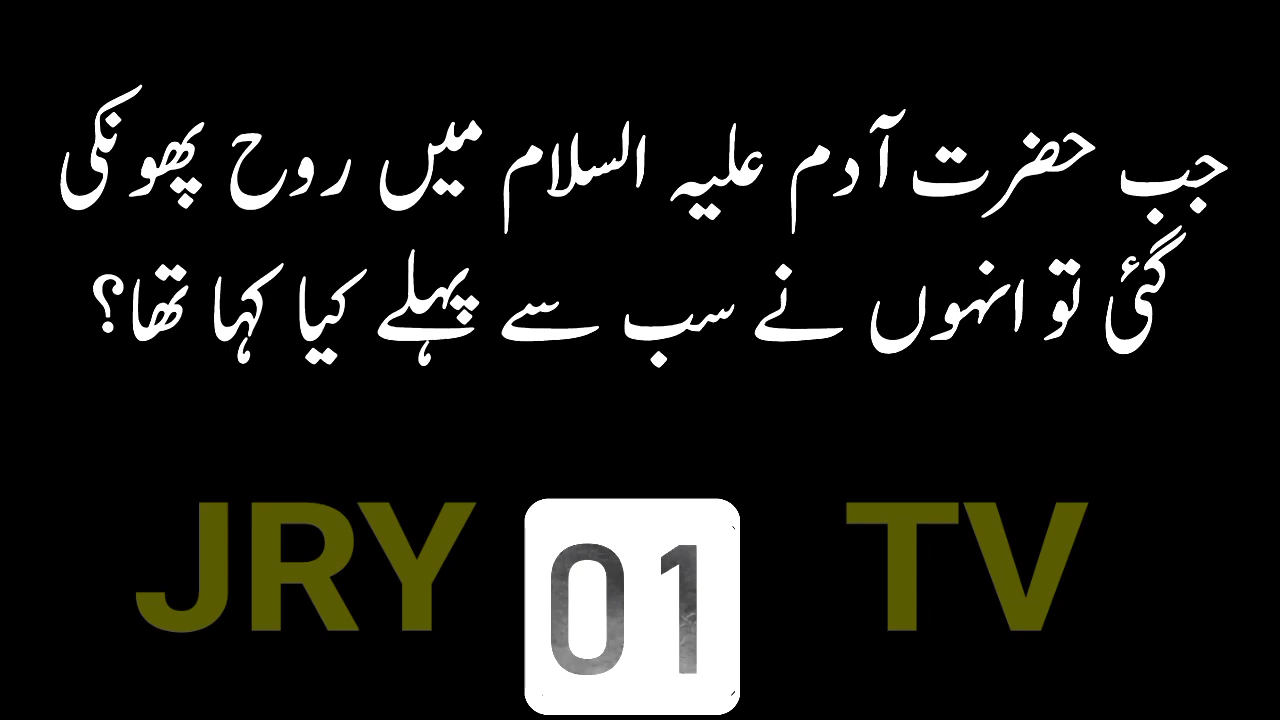 جب حضرت آدم علیہ السلام میں روح پھونکی
گئی تو انہوں نے سب سے پہلے کیا کہا تھا؟
JRY 01 TV